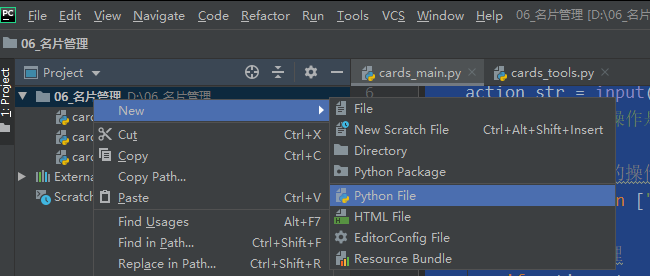 PC File Edit View Navigate Code Refactor Run Tools VCS Window Help 06_名片管理 [D:\06_名片管理
06_名片管理
1: Project
Project
cards_main.py
cards_tools.py
06_名片管理 D:\06_名片管理
6
action_str = input(
New
card
card
card
Cut Ctrl+X
Copy Ctrl+C
Copy Path...
Paste Ctrl+V
Find Usages Alt+F7
Find in Path... Ctrl+Shift+F
Replace in Path... Ctrl+Shift+R
Extern
Scratc
File
New Scratch File Ctrl+Alt+Shift+Insert
Directory
Python Package
Python File
HTML File
EditorConfig File
Resource Bundle
操作
的操作
n ["